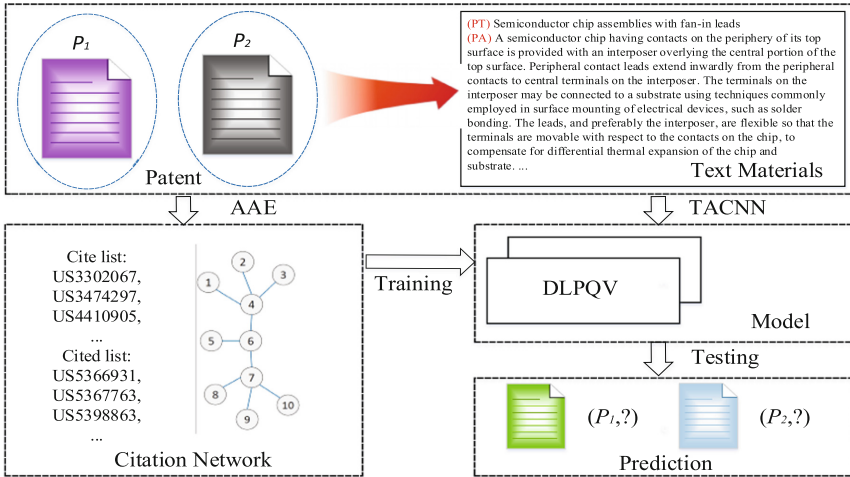 P1
P2
Patent
(PT) Semiconductor chip assemblies with fan-in leads
(PA) A semiconductor chip having contacts on the periphery of its top
surface is provided with an interposer overlying the central portion of the
top surface. Peripheral contact leads extend inwardly from the peripheral
contacts to central terminals on the interposer. The terminals on the
interposer may be connected to a substrate using techniques commonly
employed in surface mounting of electrical devices, such as solder
bonding. The leads, and preferably the interposer, are flexible so that the
terminals are movable with respect to the contacts on the chip, to
compensate for differential thermal expansion of the chip and
substrate. ...
Text Materials
AAE
TACNN
Cite list:
US3302067,
US3474297,
US4410905,
...
Cited list:
US5366931,
US5367763,
US5398863,
...
1
2
3
4
5
6
7
8
9
10
Citation Network
Training
DLPQV
Model
Testing
(P1,?)
(P2,?)
Prediction